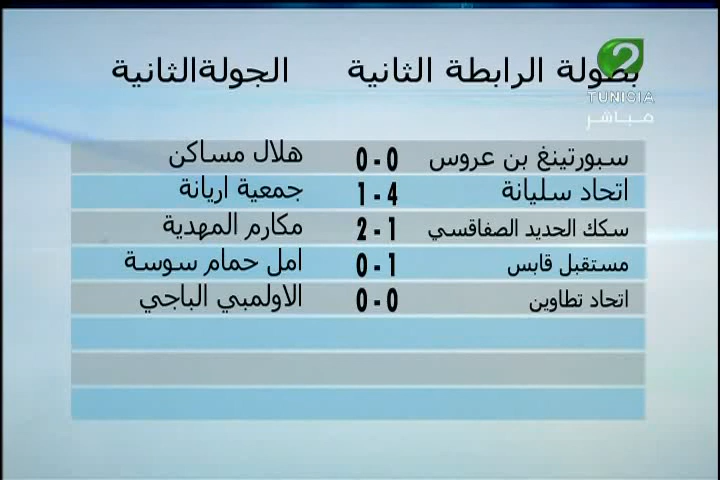 بطولة الرابطة الثانية الجولةالثانية
2
TUNISIA
مباشر
سبورتينغ بن عروس 0 - 0 هلال مساكن
اتحاد سليانة 4 - 1 جمعية اريانة
سكك الحديد الصفاقسي 1 - 2 مكارم المهدية
مستقبل قابس 1 - 0 امل حمام سوسة
اتحاد تطاوين 0 - 0 الاولمبي الباجي